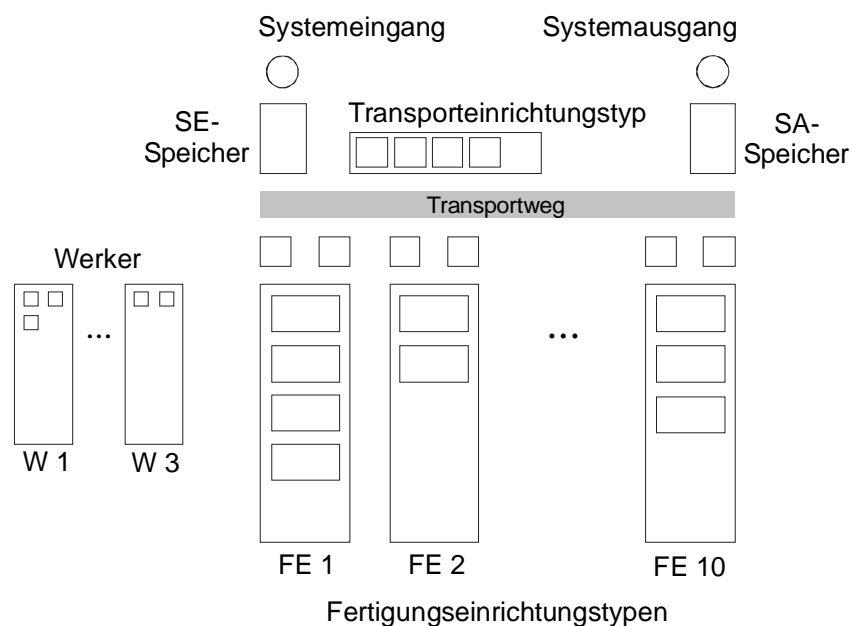 Systemeingang
Systemausgang
SE-
Speicher
Transporteinrichtungstyp
SA-
Speicher
Transportweg
Werker
...
...
W 1
W 3
FE 1
FE 2
FE 10
Fertigungseinrichtungstypen